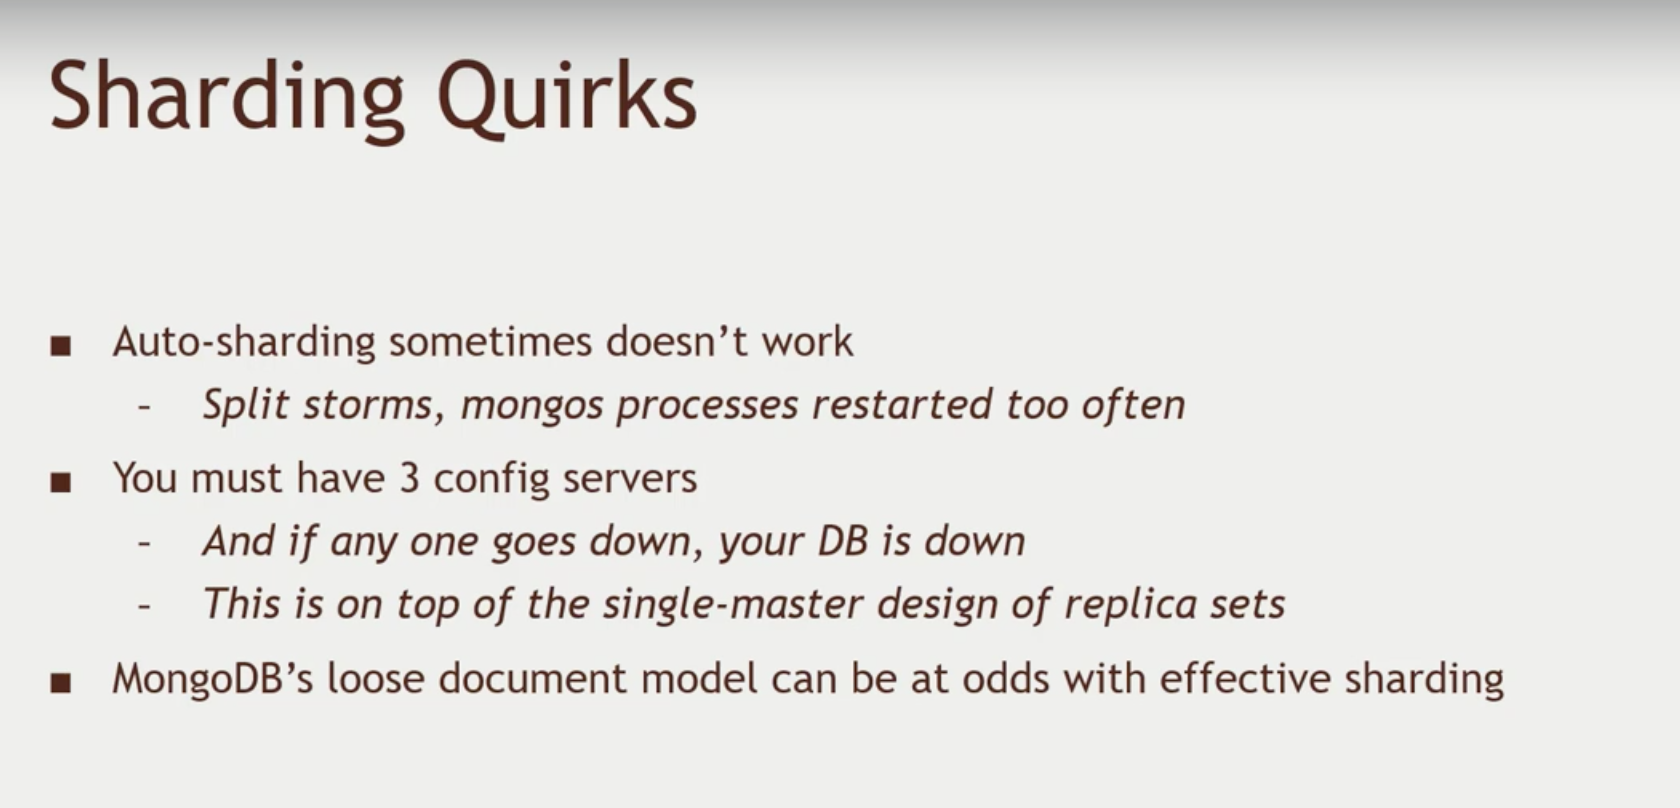 Sharding Quirks
■ Auto-sharding sometimes doesn’t work
– Split storms, mongos processes restarted too often
■ You must have 3 config servers
– And if any one goes down, your DB is down
– This is on top of the single-master design of replica sets
■ MongoDB’s loose document model can be at odds with effective sharding